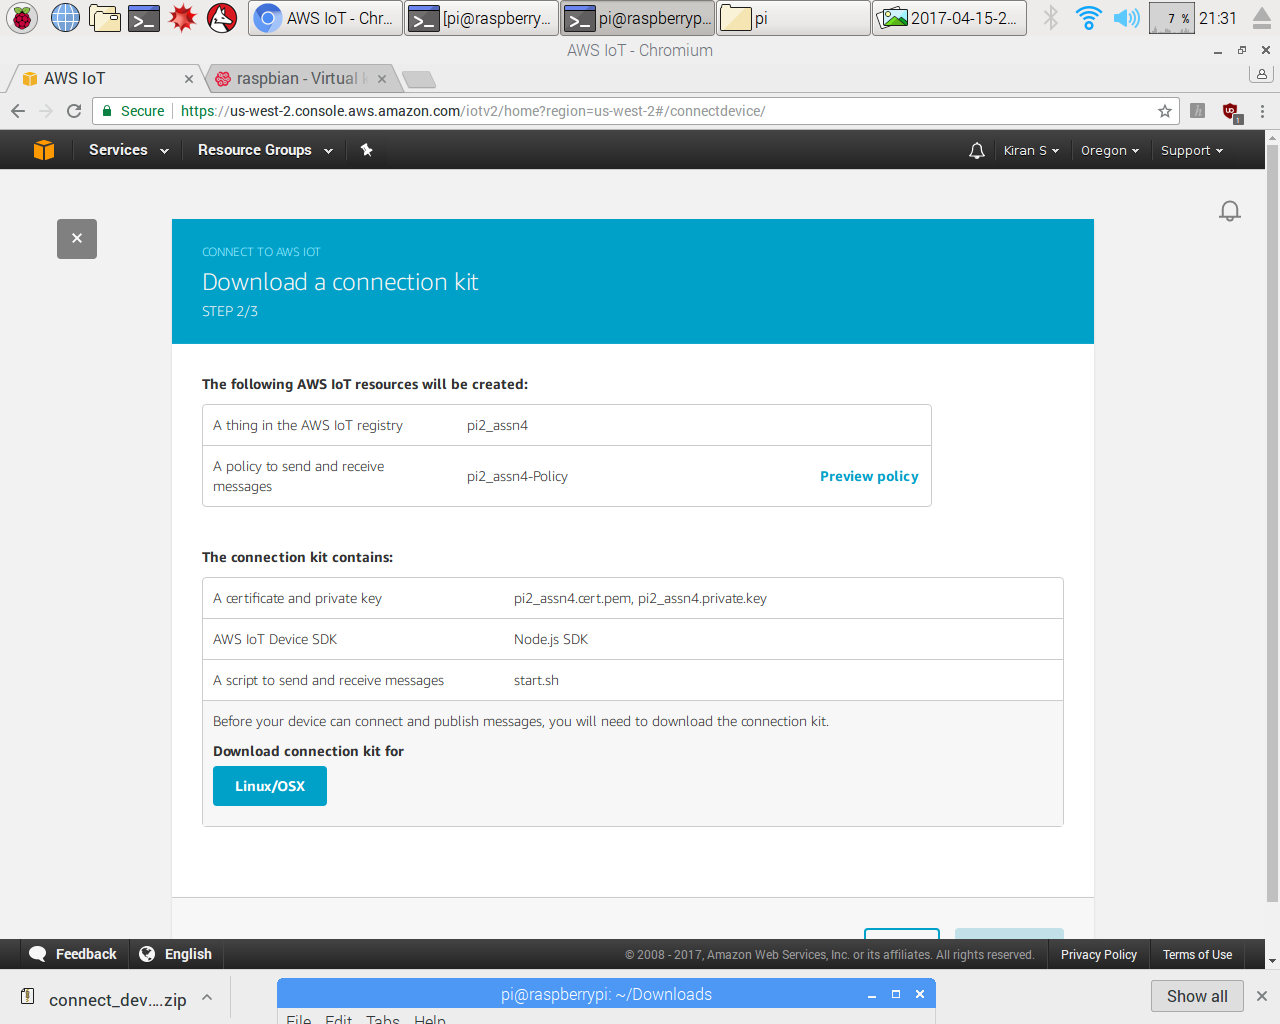 AWS IoT - Chr...
[pi@raspberry...
pi@raspberryp...
pi
2017-04-15-2...
7 %
21:31
AWS IoT - Chromium
AWS IoT
raspbian - Virtual k
Secure
https://us-west-2.console.aws.amazon.com/iotv2/home?region=us-west-2#/connectdevice/
Services
Resource Groups
Kiran S
Oregon
Support
CONNECT TO AWS IOT
Download a connection kit
STEP 2/3
The following AWS IoT resources will be created:
A thing in the AWS IoT registry
pi2_assn4
A policy to send and receive
messages
pi2_assn4-Policy
Preview policy
The connection kit contains:
A certificate and private key
pi2_assn4.cert.pem, pi2_assn4.private.key
AWS IoT Device SDK
Node.js SDK
A script to send and receive messages
start.sh
Before your device can connect and publish messages, you will need to download the connection kit.
Download connection kit for
Linux/OSX
Feedback
English
© 2008 - 2017, Amazon Web Services, Inc. or its affiliates. All rights reserved.
Privacy Policy
Terms of Use
connect_dev....zip
pi@raspberrypi: ~/Downloads
Show all
File Edit Tabs Help